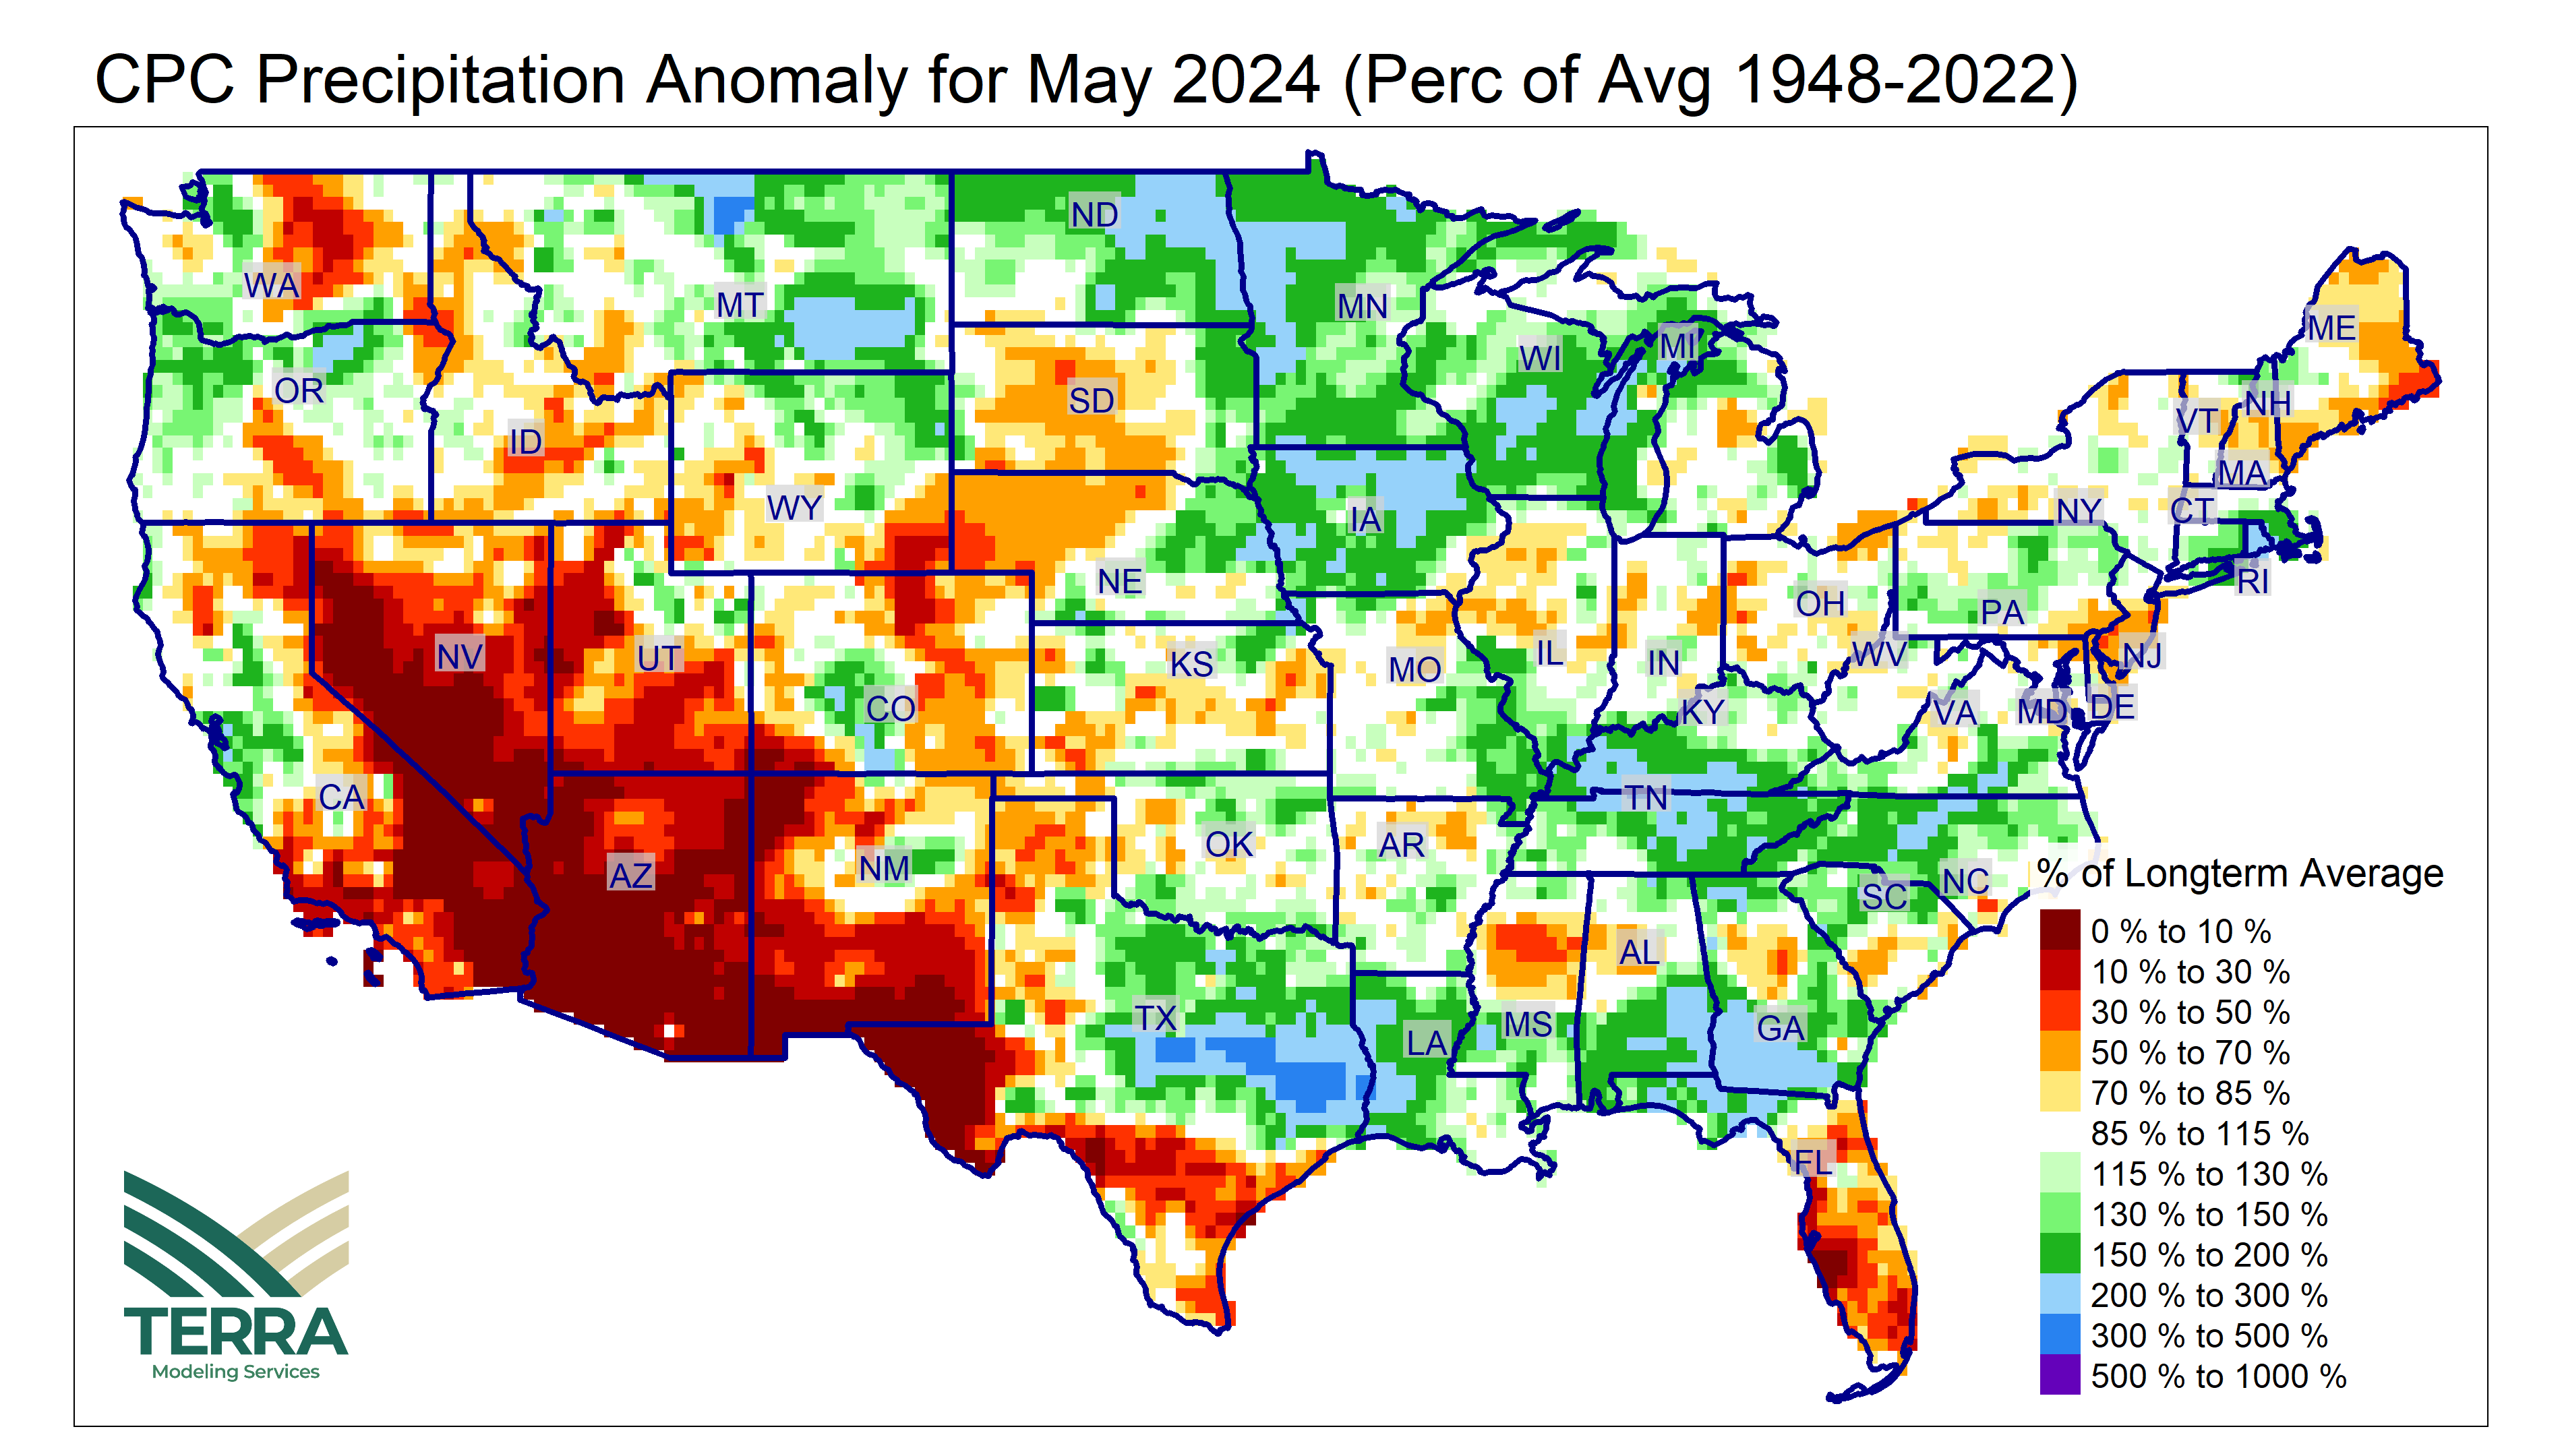 CPC Precipitation Anomaly for May 2024 (Perc of Avg 1948-2022)
ND
WA
MT
MN
ME
OR
SD
WI
MI
VT
NH
ID
WY
IA
MA
NY
CT
NE
RI
OH
PA
NV
UT
KS
MO
IL
IN
WV
NJ
CO
KY
VA
MD
DE
CA
TN
AZ
NM
OK
AR
SC
NC
AL
TX
LA
MS
GA
FL
% of Longterm Average
0 % to 10 %
10 % to 30 %
30 % to 50 %
50 % to 70 %
70 % to 85 %
85 % to 115 %
115 % to 130 %
130 % to 150 %
150 % to 200 %
200 % to 300 %
300 % to 500 %
500 % to 1000 %
TERRA
Modeling Services